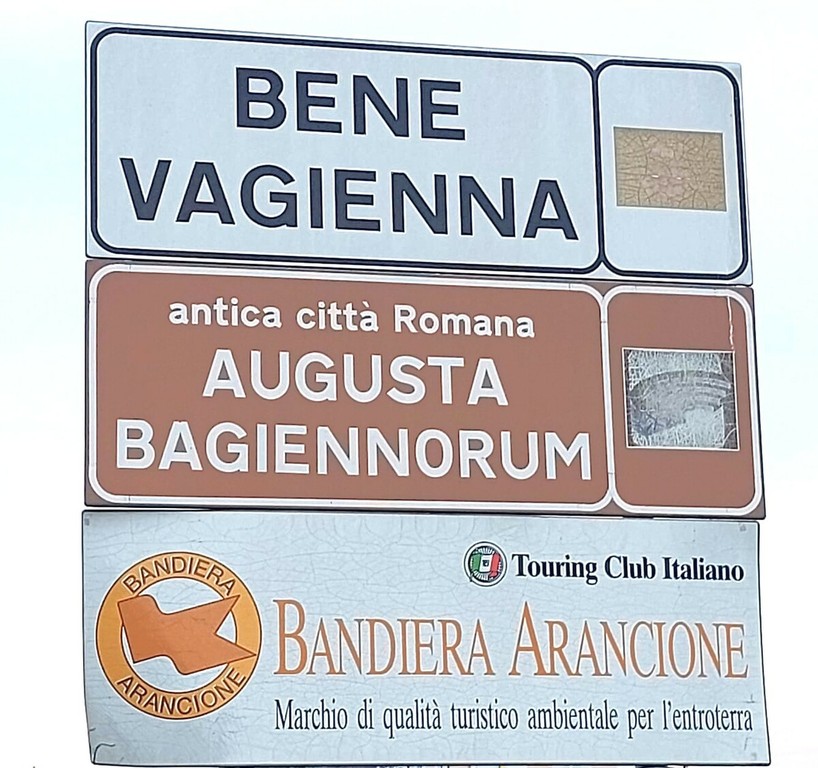 BENE
VAGIENNA
antica città Romana
AUGUSTA
BAGIENNORUM
Touring Club Italiano
BANDIERA
ARANCIONE
BANDIERA ARANCIONE
Marchio di qualità turistico ambientale per l'entroterra